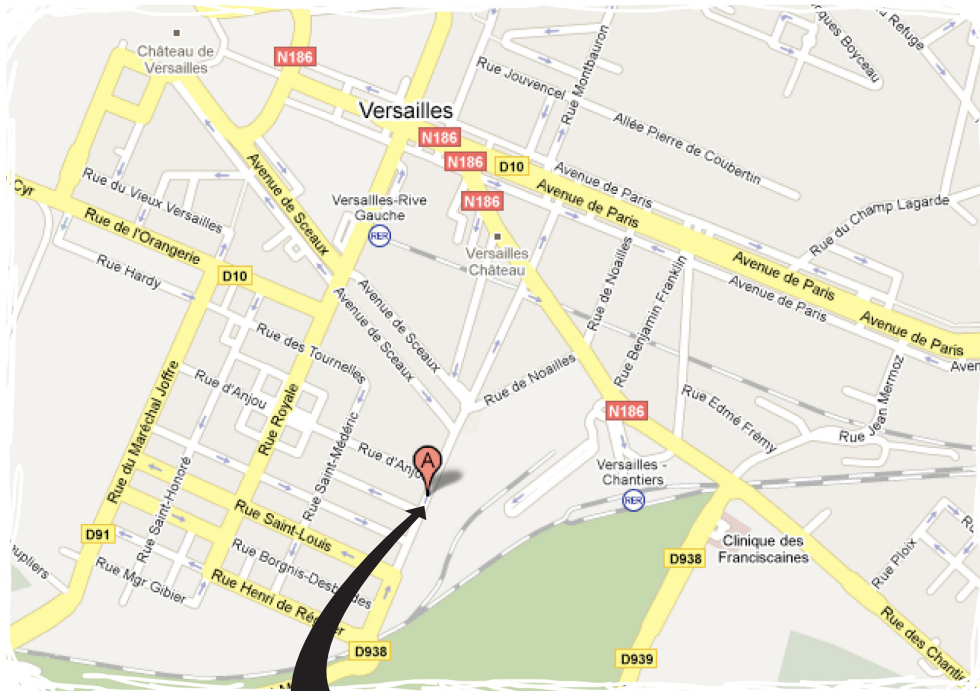 Château de
Versailles
N186
Versailles
N186
N186
N186
D10
Rue Jouvencel
Rue Montbauron
Jacques Boyceau
du Refuge
Allée Pierre de Coubertin
Avenue de Paris
Avenue de Paris
Rue du Champ Lagarde
Avenue de Paris
Avenue de Paris
Avenue de Paris
Aven
Cyr
Rue du Vieux Versailles
Avenue de Sceaux
Versailles-Rive
Gauche
RER
Rue de l'Orangerie
D10
Rue Hardy
Versailles
Château
Rue de Noailles
Rue Benjamin Franklin
Avenue de Sceaux
Avenue de Sceaux
Rue des Tournelles
Rue de Noailles
N186
Rue Edmé Frémy
Rue Jean Mermoz
Rue d'Anjou
Rue Royale
Rue du Maréchal Joffre
Rue Saint-Médéric
Rue d'Anjou
A
Versailles -
Chantiers
RER
Rue Saint-Honoré
Rue Saint-Louis
D91
Rue Borgnis-Desbordes
Rue Mgr Gibier
Rue Henri de Régnier
D938
D938
Clinique des
Franciscaines
Rue Ploix
Ru
D939
Rue des Chantiers